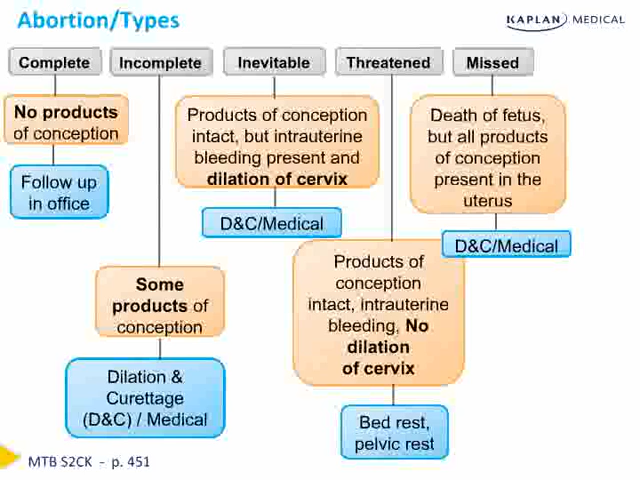 Abortion/Types
KAPLAN MEDICAL
Complete
Incomplete
Inevitable
Threatened
Missed
No products
of conception
Follow up
in office
Some
products of
conception
Dilation &
Curettage
(D&C) / Medical
Products of conception
intact, but intrauterine
bleeding present and
dilation of cervix
D&C/Medical
Products of
conception
intact, intrauterine
bleeding, No
dilation
of cervix
Bed rest,
pelvic rest
Death of fetus,
but all products
of conception
present in the
uterus
D&C/Medical
MTB S2CK - p. 451